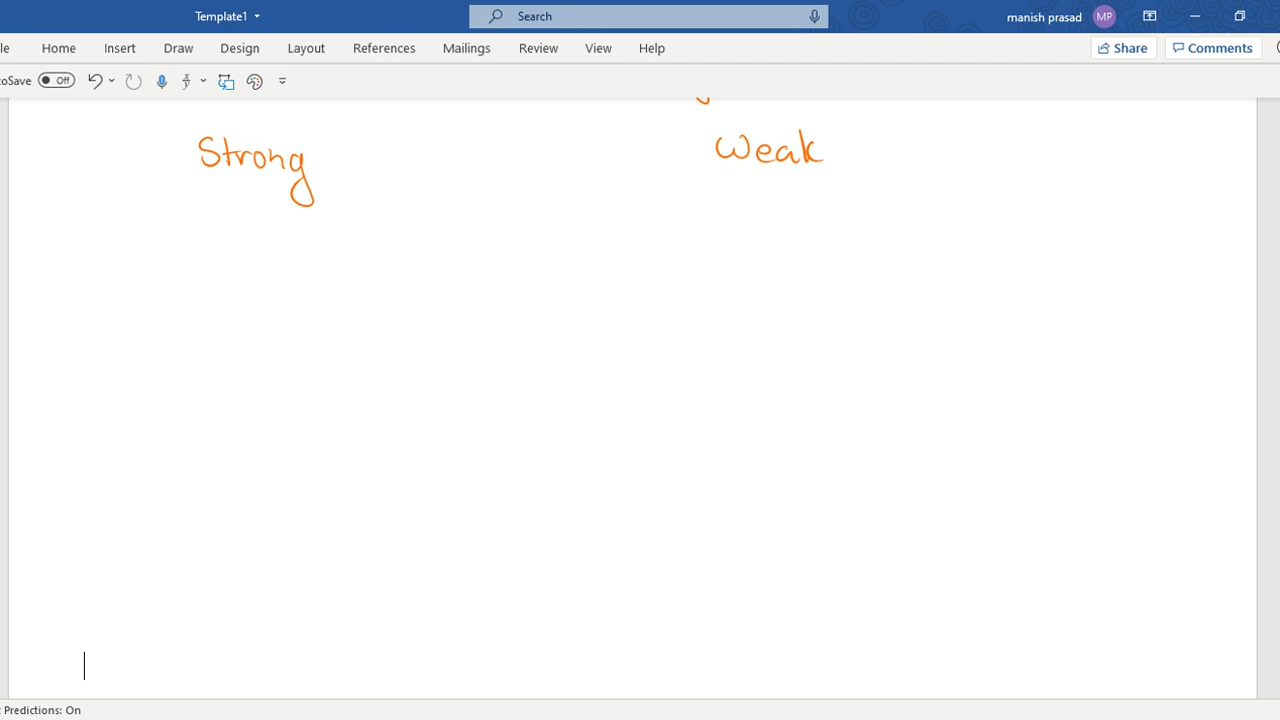 Template1
Search
manish prasad MP
Home Insert Draw Design Layout References Mailings Review View Help Share Comments
oSave Off
Strong Weak
Predictions: On